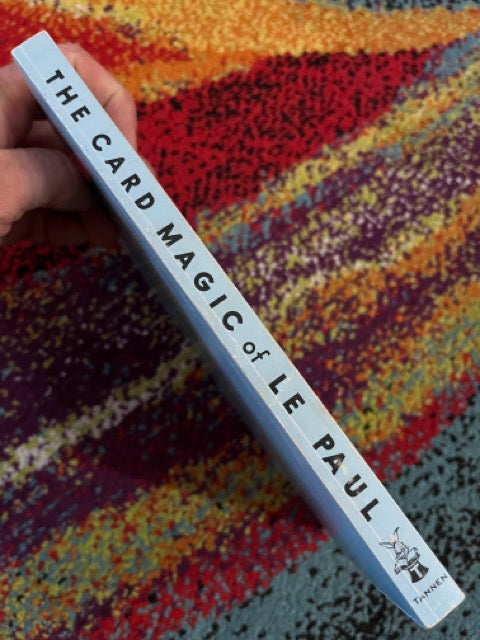 THE CARD MAGIC of LE PAUL
TANNEN